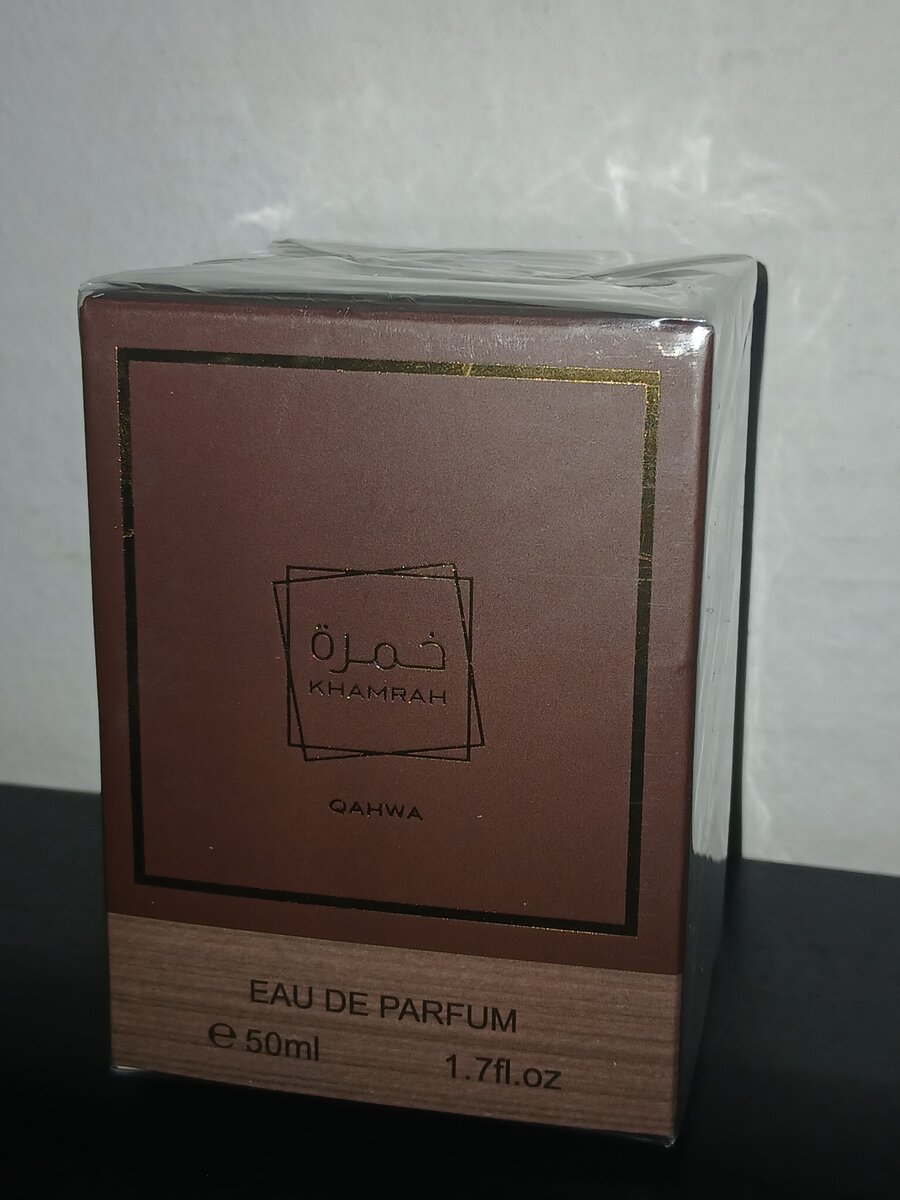 خمرة
KHAMRAH
QAHWA
EAU DE PARFUM
℮ 50ml 1.7fl.oz